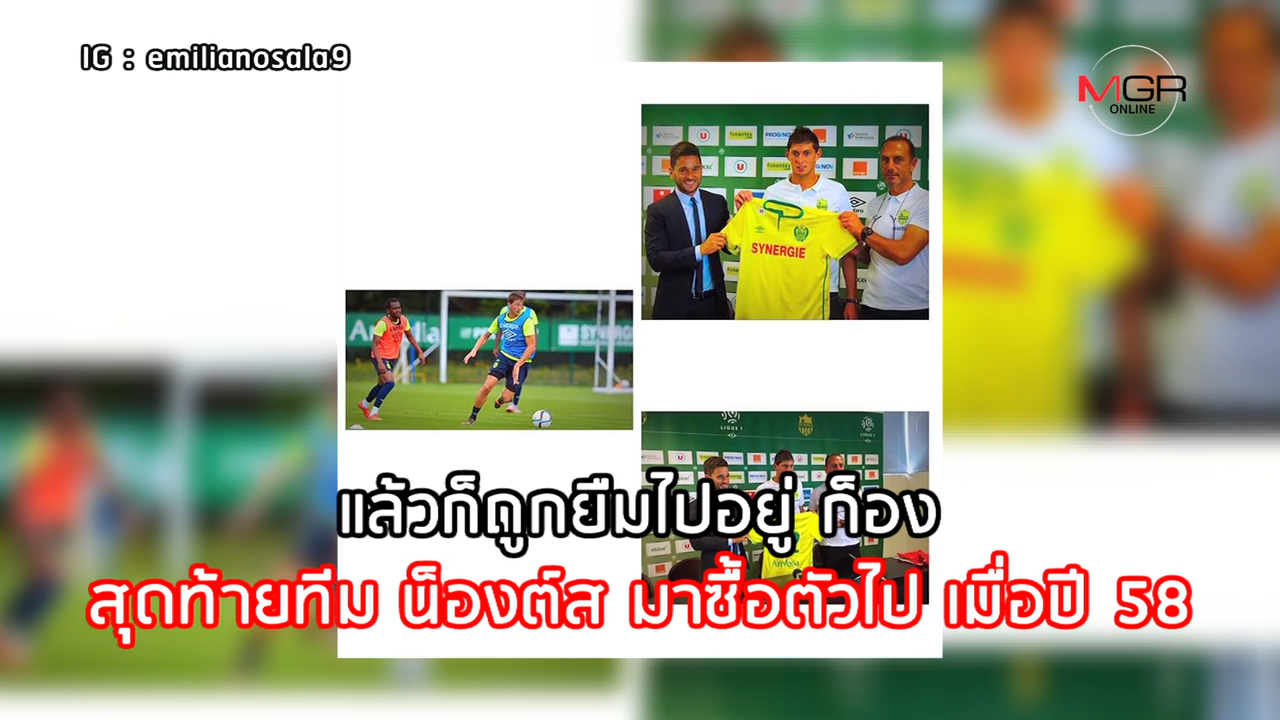 IG : emilianosala9
MGR
ONLINE
SYNERGIE
LIGUE 1
แล้วก็ถูกยืมไปอยู่ ก็อง
สุดท้ายทีม น็องต์ส มาซื้อตัวไป เมื่อปี 58